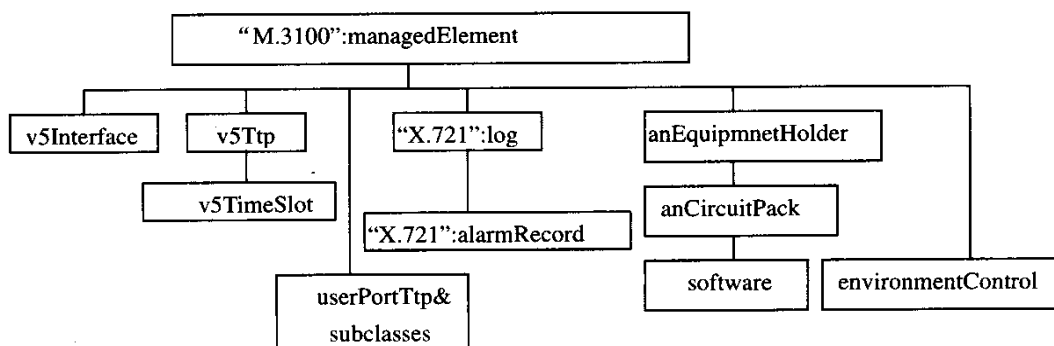 “M.3100”:managedElement
v5Interface
v5Ttp
“X.721”:log
anEquipmnetHolder
v5TimeSlot
anCircuitPack
“X.721”:alarmRecord
software
environmentControl
userPortTtp&
subclasses